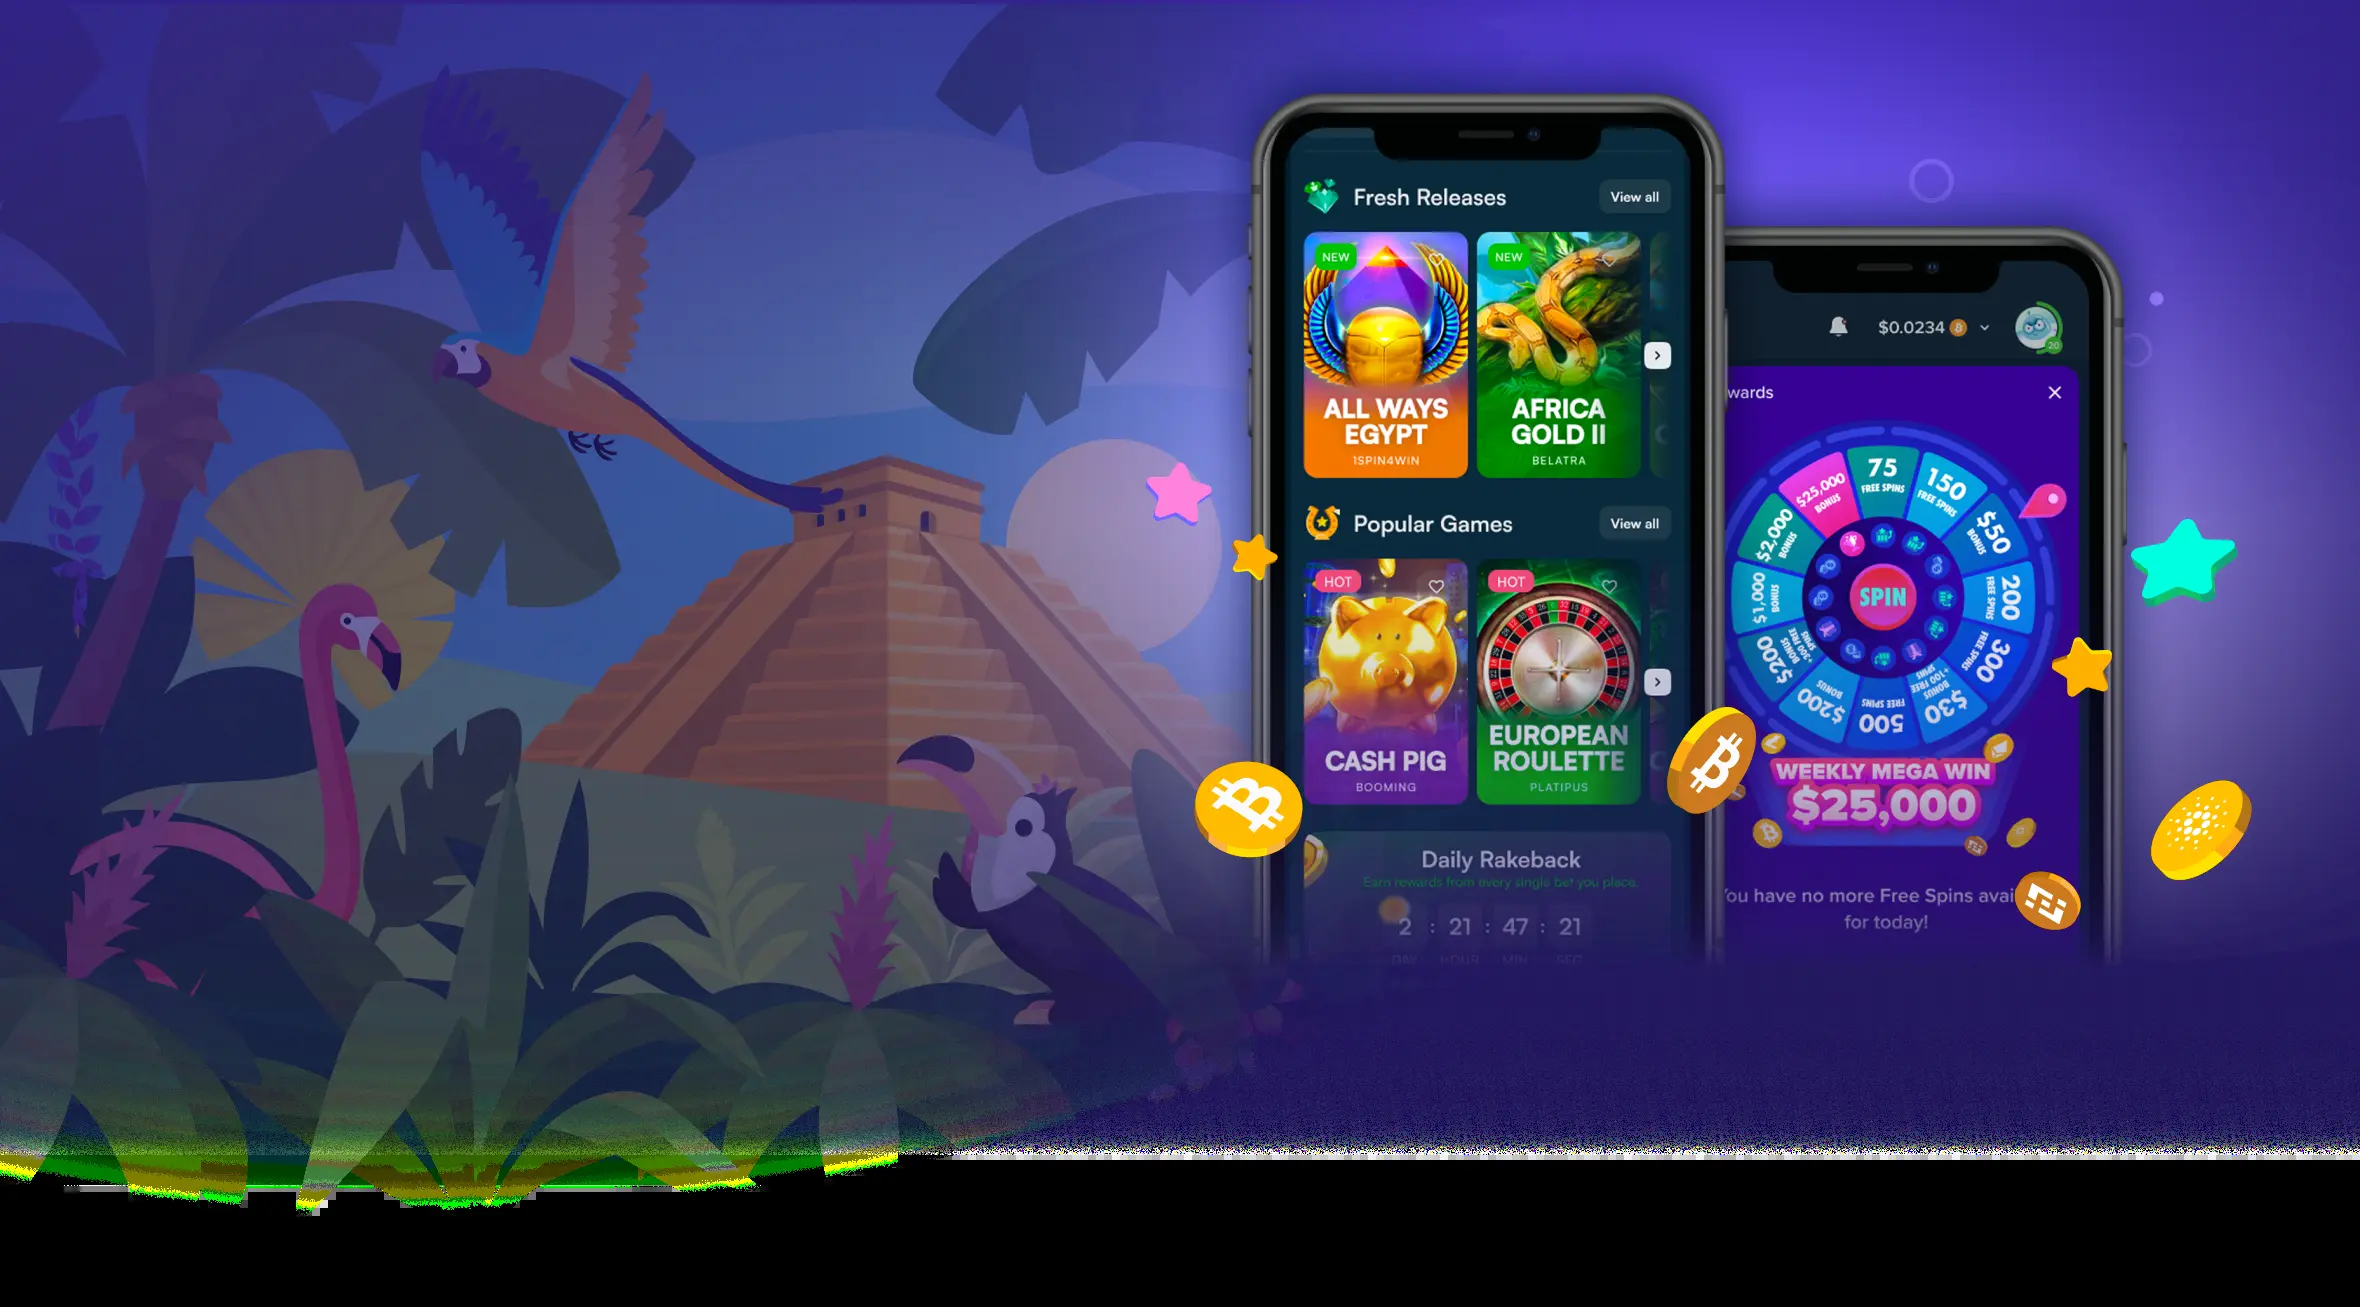 Fresh Releases
View all
NEW
NEW
ALL WAYS
EGYPT
1SPIN4WIN
AFRICA
GOLD II
BELATRA
Popular Games
View all
HOT
HOT
CASH PIG
BOOMING
EUROPEAN
ROULETTE
PLATIPUS
Daily Rakeback
Earn rewards from every single bet you place.
2 : 21 : 47 : 21
DAY HOUR MIN SEC
$0.0234
20
wards
75
FREE SPINS
150
FREE SPINS
$50
BONUS
200
FREE SPINS
300
FREE SPINS
$30
BONUS
+100 FREE
SPINS
500
FREE SPINS
$200
BONUS
$200
BONUS
+300 FREE
SPINS
$1,000
BONUS
$2,000
BONUS
$25,000
BONUS
SPIN
WEEKLY MEGA WIN
$25,000
ou have no more Free Spins avai
for today!